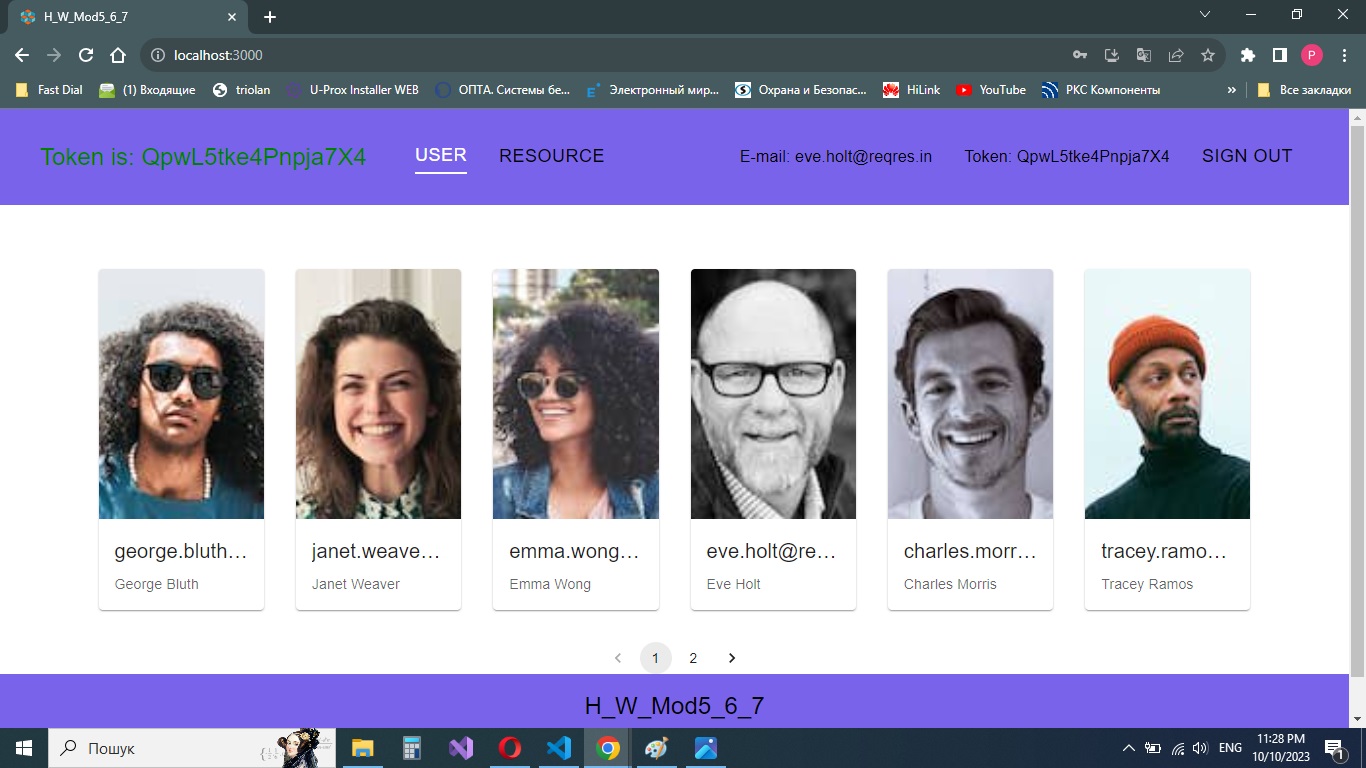 H_W_Mod5_6_7
localhost:3000
Fast Dial
(1) Входящие
triolan
U-Prox Installer WEB
ОПТА. Системы бе...
Электронный мир...
Охрана и Безопас...
HiLink
YouTube
РКС Компоненты
»
Все закладки
Token is: QpwL5tke4Pnpja7X4
USER
RESOURCE
E-mail: eve.holt@reqres.in
Token: QpwL5tke4Pnpja7X4
SIGN OUT
george.bluth...
George Bluth
janet.weave...
Janet Weaver
emma.wong...
Emma Wong
eve.holt@re...
Eve Holt
charles.morr...
Charles Morris
tracey.ramo...
Tracey Ramos
1 2
H_W_Mod5_6_7
Пошук
ENG
11:28 PM
10/10/2023
1
P